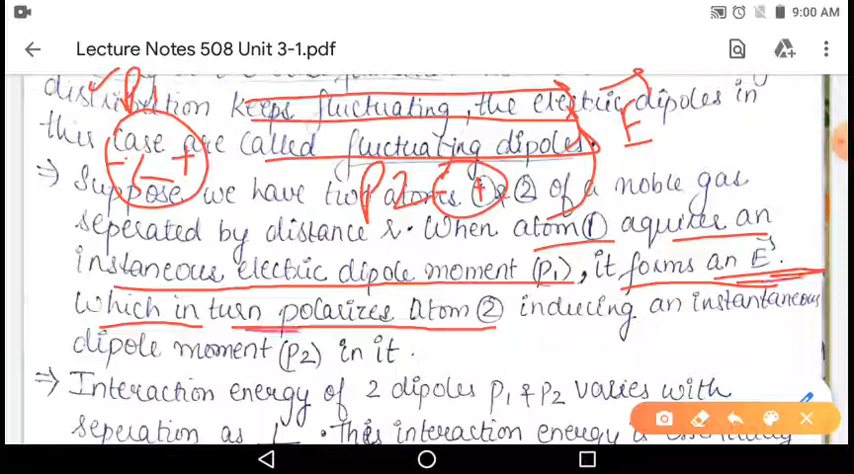 9:00 AM
Lecture Notes 508 Unit 3-1.pdf
distribution keeps fluctuating, the electric dipoles in
P1 E
this case are called fluctuating dipoles.
- +
P2 - +
⇒ Suppose we have two atoms ① & ② of a noble gas
seperated by distance r. When atom ① aquires an
instaneous electric dipole moment (p1), it forms an E.
which in turn polarizes atom ② inducing an instantaneous
dipole moment (p2) in it.
⇒ Interaction energy of 2 dipoles p1 & p2 varies with
seperation as 1 . This interaction energy is essentially